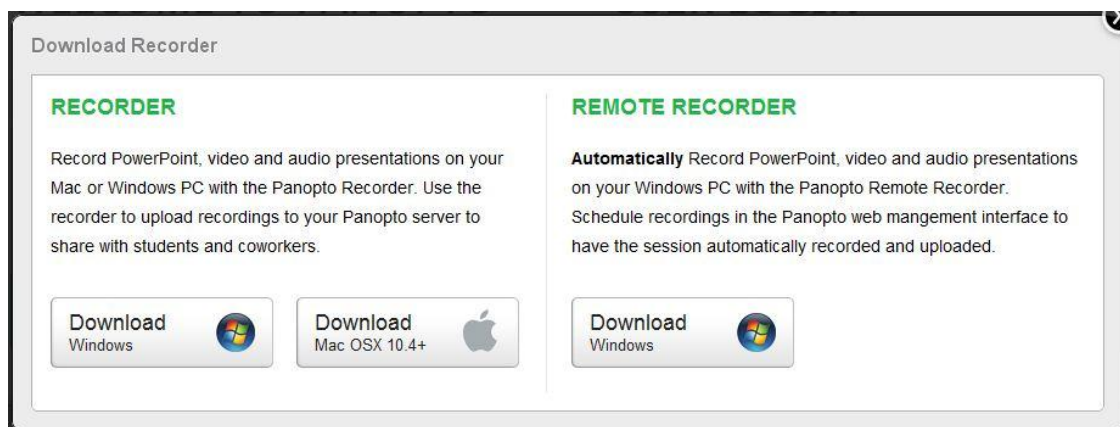 Download Recorder
RECORDER
Record PowerPoint, video and audio presentations on your
Mac or Windows PC with the Panopto Recorder. Use the
recorder to upload recordings to your Panopto server to
share with students and coworkers.
Download
Windows
Download
Mac OSX 10.4+
REMOTE RECORDER
Automatically Record PowerPoint, video and audio presentations
on your Windows PC with the Panopto Remote Recorder.
Schedule recordings in the Panopto web mangement interface to
have the session automatically recorded and uploaded.
Download
Windows